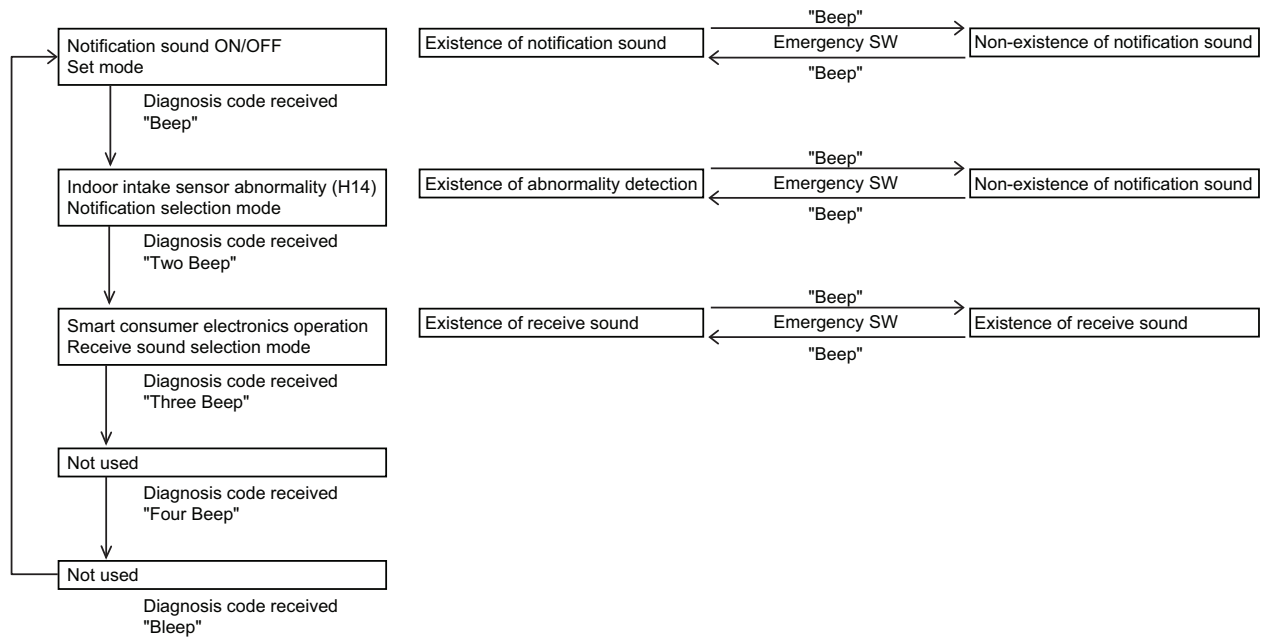 Notification sound ON/OFF
Set mode
Existence of notification sound
"Beep"
Emergency SW
"Beep"
Non-existence of notification sound
Diagnosis code received
"Beep"
Indoor intake sensor abnormality (H14)
Notification selection mode
Existence of abnormality detection
"Beep"
Emergency SW
"Beep"
Non-existence of notification sound
Diagnosis code received
"Two Beep"
Smart consumer electronics operation
Receive sound selection mode
Existence of receive sound
"Beep"
Emergency SW
"Beep"
Existence of receive sound
Diagnosis code received
"Three Beep"
Not used
Diagnosis code received
"Four Beep"
Not used
Diagnosis code received
"Bleep"